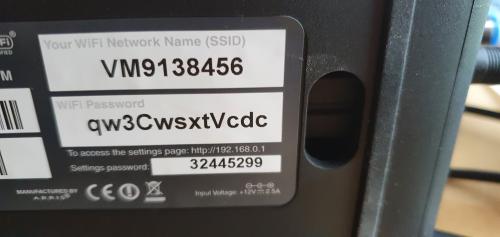 Your WiFi Network Name (SSID)
VM9138456
WiFi Password
qw3CwsxtVcdc
To access the settings page: http://192.168.0.1
Settings password: 32445299
MANUFACTURED BY
ARRIS
Input Voltage: +12V 2.5A